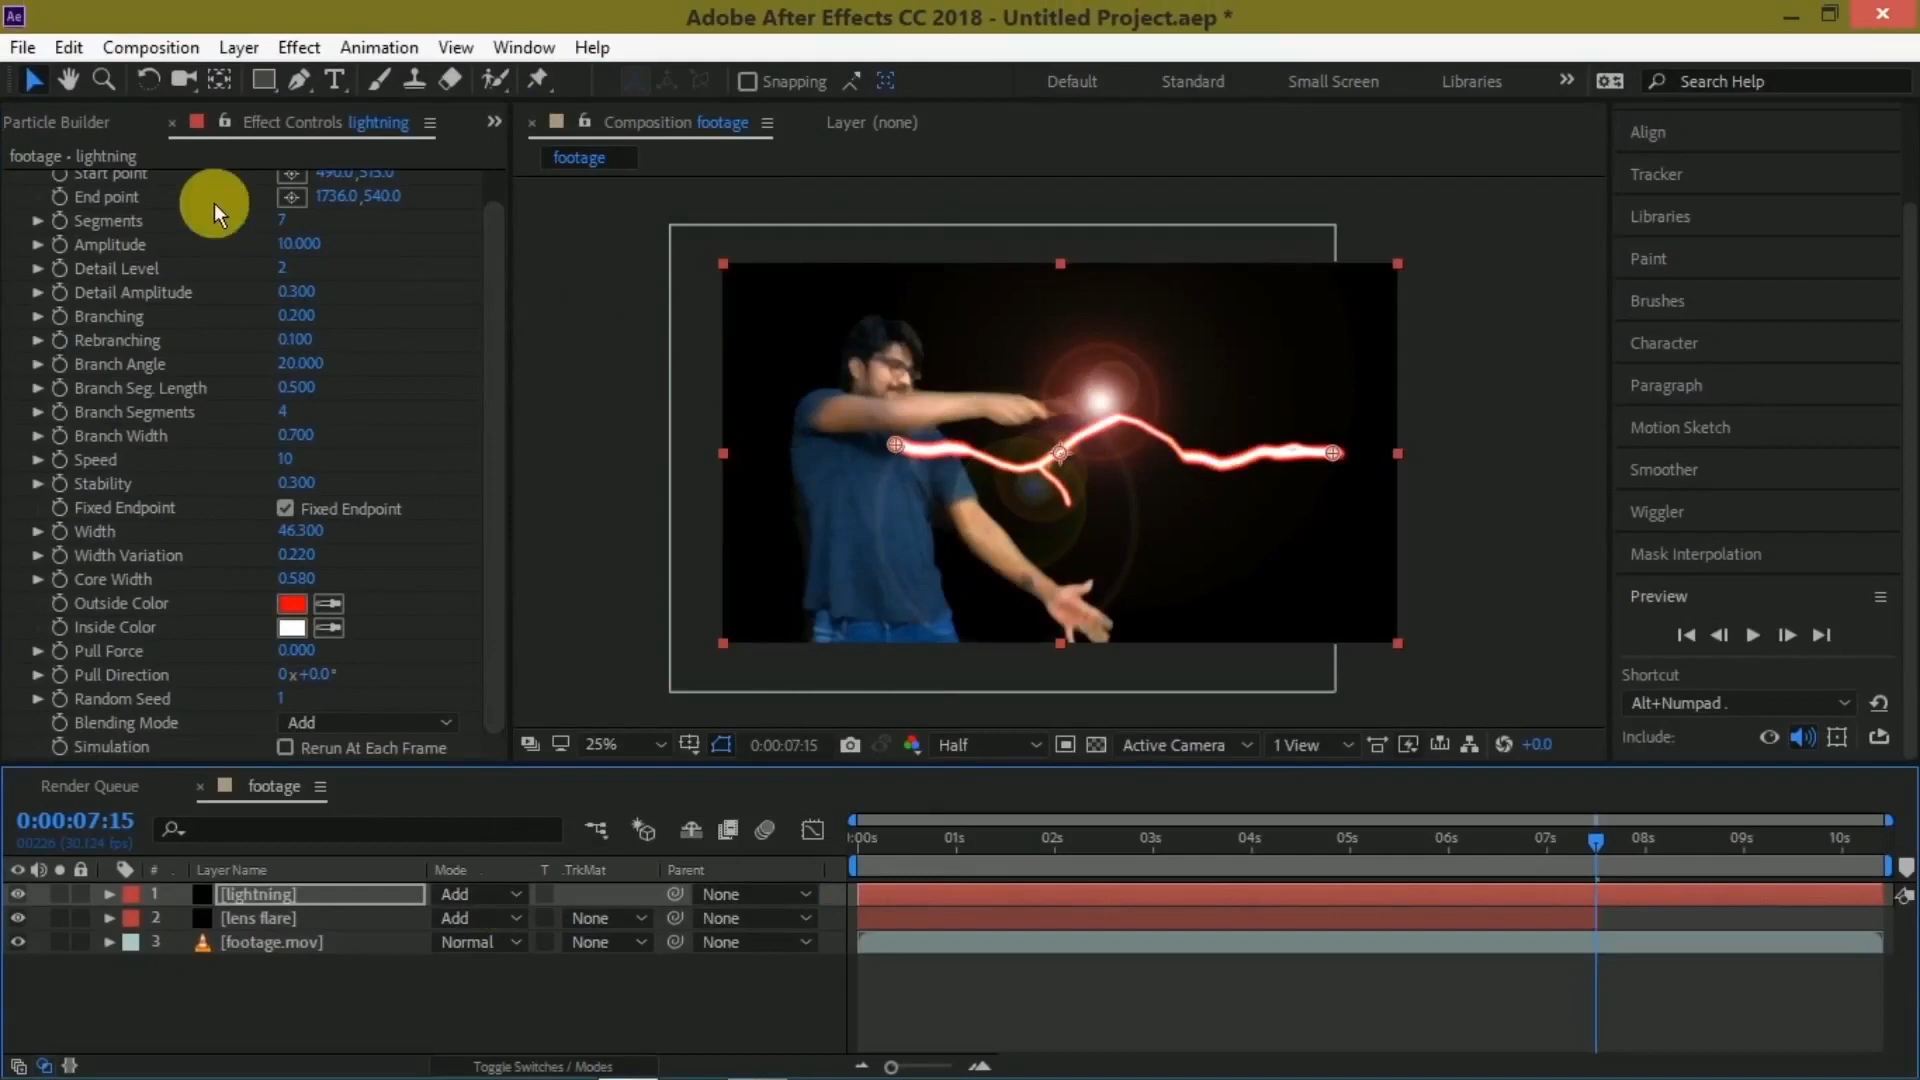 Ae
Adobe After Effects CC 2018 - Untitled Project.aep *
File Edit Composition Layer Effect Animation View Window Help
Snapping Default Standard Small Screen Libraries Search Help
Particle Builder × Effect Controls lightning
× Composition footage Layer (none)
footage • lightning
footage
Start point 490.0,515.0
End point 1736.0,540.0
Segments 7
Amplitude 10.000
Detail Level 2
Detail Amplitude 0.300
Branching 0.200
Rebranching 0.100
Branch Angle 20.000
Branch Seg. Length 0.500
Branch Segments 4
Branch Width 0.700
Speed 10
Stability 0.300
Fixed Endpoint Fixed Endpoint
Width 46.300
Width Variation 0.220
Core Width 0.580
Outside Color
Inside Color
Pull Force 0.000
Pull Direction 0x+0.0°
Random Seed 1
Blending Mode Add
Simulation Rerun At Each Frame
25% 0:00:07:15 Half Active Camera 1 View +0.0
Align
Tracker
Libraries
Paint
Brushes
Character
Paragraph
Motion Sketch
Smoother
Wiggler
Mask Interpolation
Preview
Shortcut
Alt+Numpad .
Include:
Render Queue × footage
0:00:07:15
00226 (30.124 fps)
:00s 01s 02s 03s 04s 05s 06s 07s 08s 09s 10s
# Layer Name Mode T .TrkMat Parent
1 [lightning] Add None
2 [lens flare] Add None None
3 [footage.mov] Normal None None
Toggle Switches / Modes